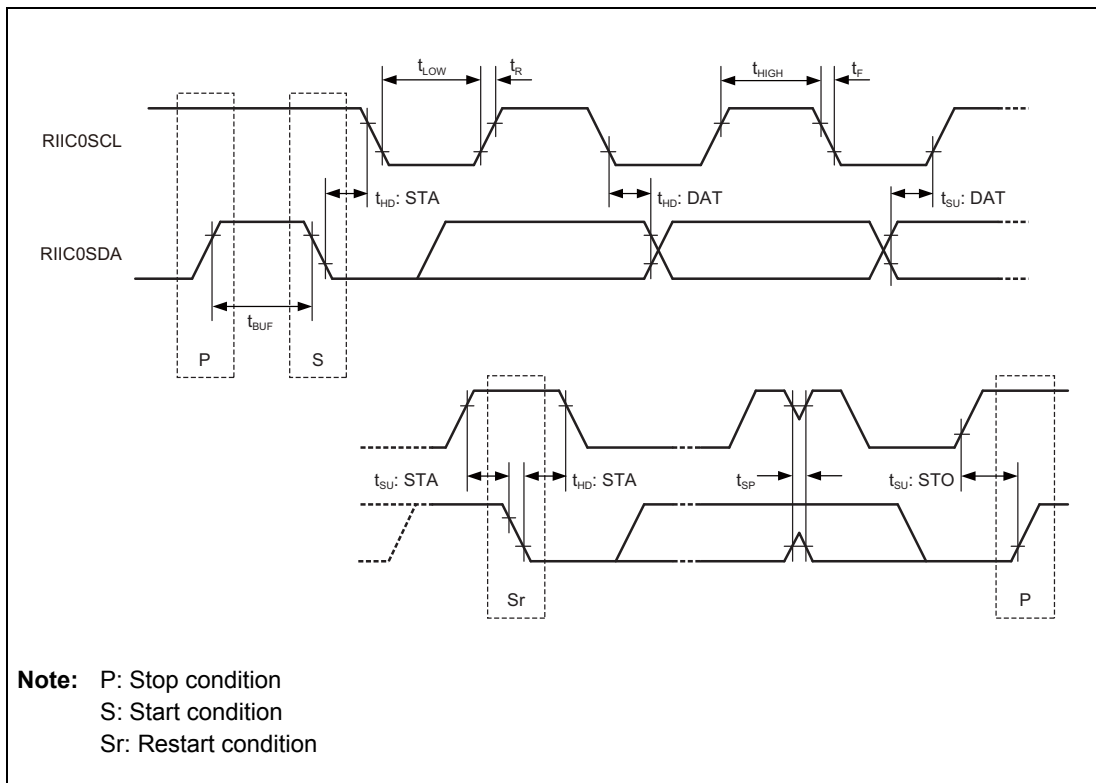 tLOW
tR
tHIGH
tF
RIIC0SCL
tHD: STA
tHD: DAT
tSU: DAT
RIIC0SDA
tBUF
P
S
tSU: STA
tHD: STA
tSP
tSU: STO
Sr
P
Note: P: Stop condition
S: Start condition
Sr: Restart condition